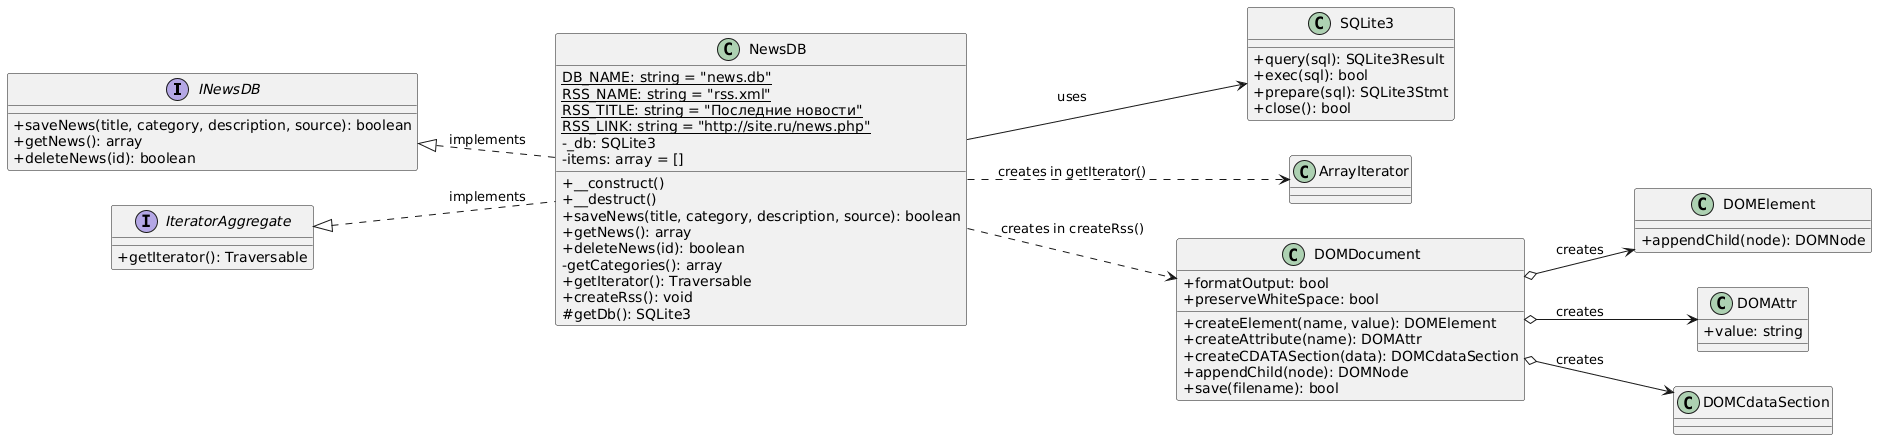 I INewsDB
+saveNews(title, category, description, source): boolean
+getNews(): array
+deleteNews(id): boolean
I IteratorAggregate
+getIterator(): Traversable
implements
implements
C NewsDB
DB_NAME: string = "news.db"
RSS_NAME: string = "rss.xml"
RSS_TITLE: string = "Последние новости"
RSS_LINK: string = "http://site.ru/news.php"
-_db: SQLite3
-items: array = []
+__construct()
+__destruct()
+saveNews(title, category, description, source): boolean
+getNews(): array
+deleteNews(id): boolean
-getCategories(): array
+getIterator(): Traversable
+createRss(): void
#getDb(): SQLite3
uses
creates in getIterator()
creates in createRss()
C SQLite3
+query(sql): SQLite3Result
+exec(sql): bool
+prepare(sql): SQLite3Stmt
+close(): bool
C ArrayIterator
C DOMDocument
+formatOutput: bool
+preserveWhiteSpace: bool
+createElement(name, value): DOMElement
+createAttribute(name): DOMAttr
+createCDATASection(data): DOMCdataSection
+appendChild(node): DOMNode
+save(filename): bool
creates
creates
creates
C DOMElement
+appendChild(node): DOMNode
C DOMAttr
+value: string
C DOMCdataSection